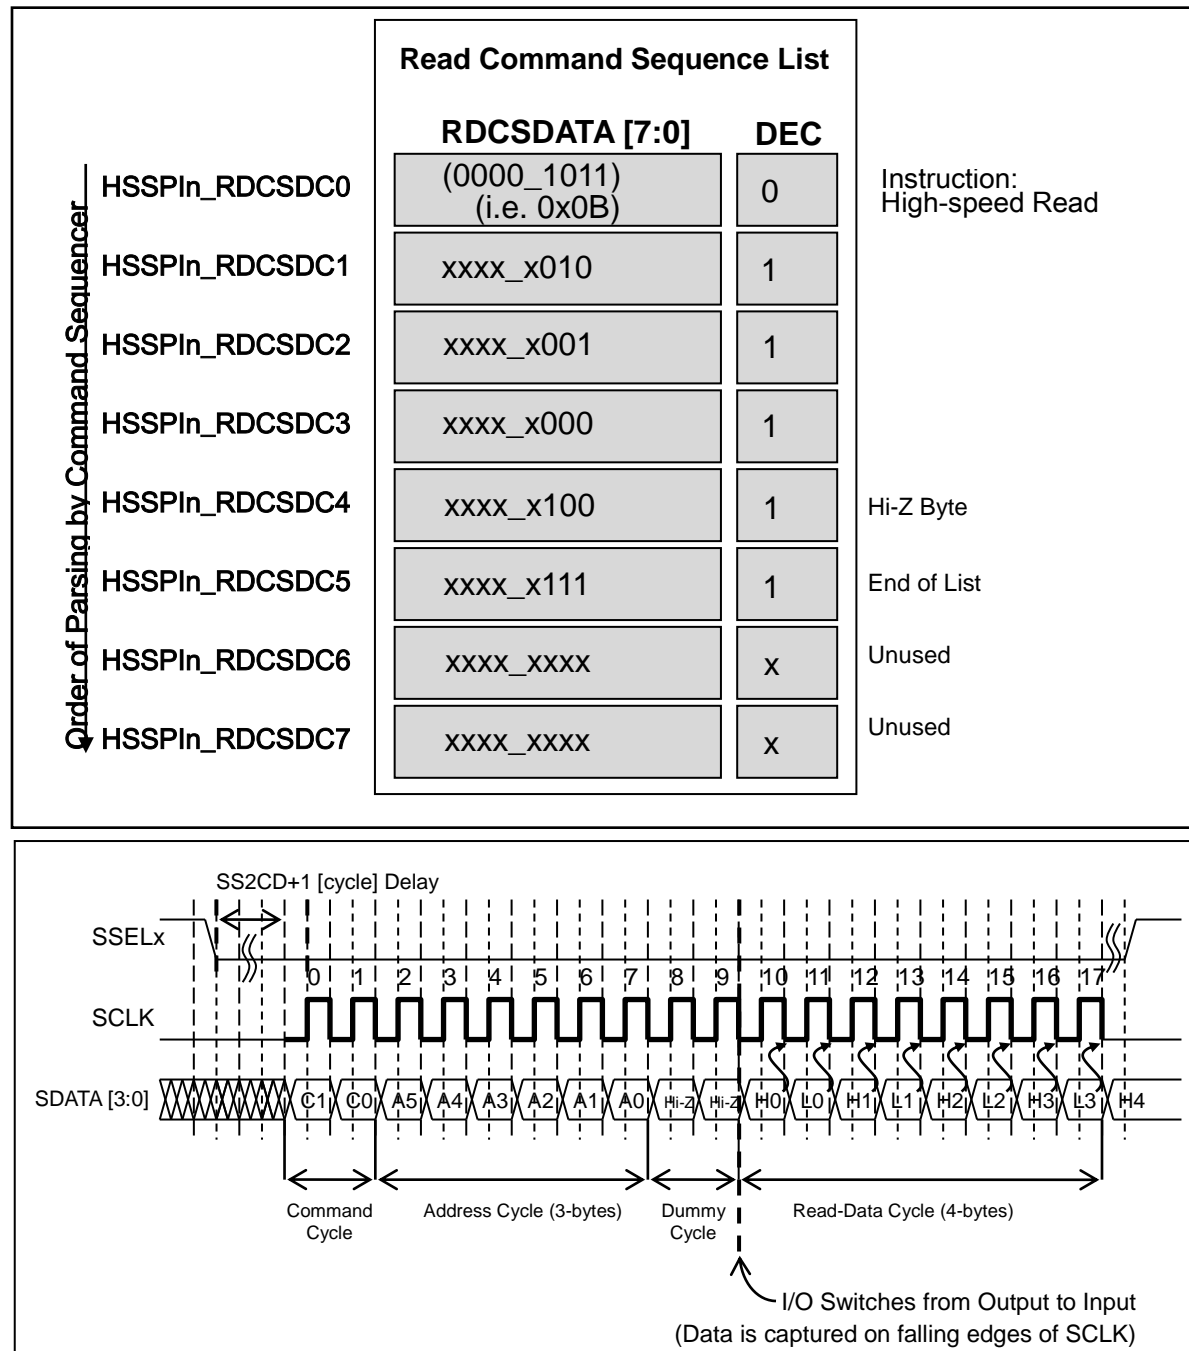 Read Command Sequence List
RDCSDATA [7:0] DEC
Order of Parsing by Command Sequencer
HSSPIn_RDCSDC0 (0000_1011) 0 Instruction:
(i.e. 0x0B) High-speed Read
HSSPIn_RDCSDC1 xxxx_x010 1
HSSPIn_RDCSDC2 xxxx_x001 1
HSSPIn_RDCSDC3 xxxx_x000 1
HSSPIn_RDCSDC4 xxxx_x100 1 Hi-Z Byte
HSSPIn_RDCSDC5 xxxx_x111 1 End of List
HSSPIn_RDCSDC6 xxxx_xxxx x Unused
HSSPIn_RDCSDC7 xxxx_xxxx x Unused
SS2CD+1 [cycle] Delay
SSELx
0 1 2 3 4 5 6 7 8 9 10 11 12 13 14 15 16 17
SCLK
SDATA [3:0] C1 C0 A5 A4 A3 A2 A1 A0 Hi-Z Hi-Z H0 L0 H1 L1 H2 L2 H3 L3 H4
Command Address Cycle (3-bytes) Dummy Read-Data Cycle (4-bytes)
Cycle Cycle
I/O Switches from Output to Input
(Data is captured on falling edges of SCLK)